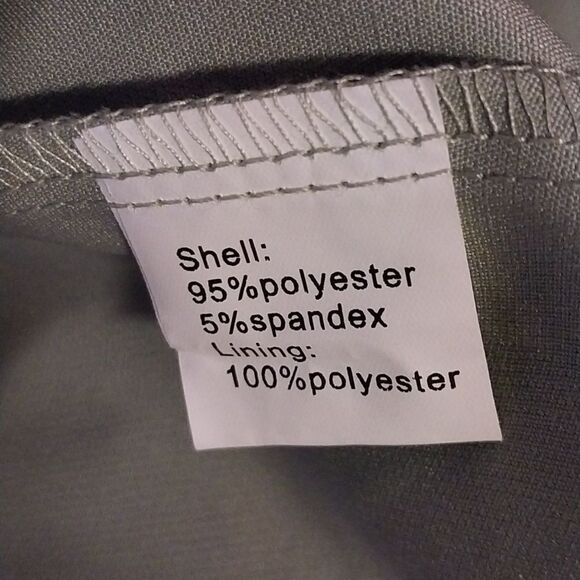 Shell:
95%polyester
5%spandex
Lining:
100%polyester